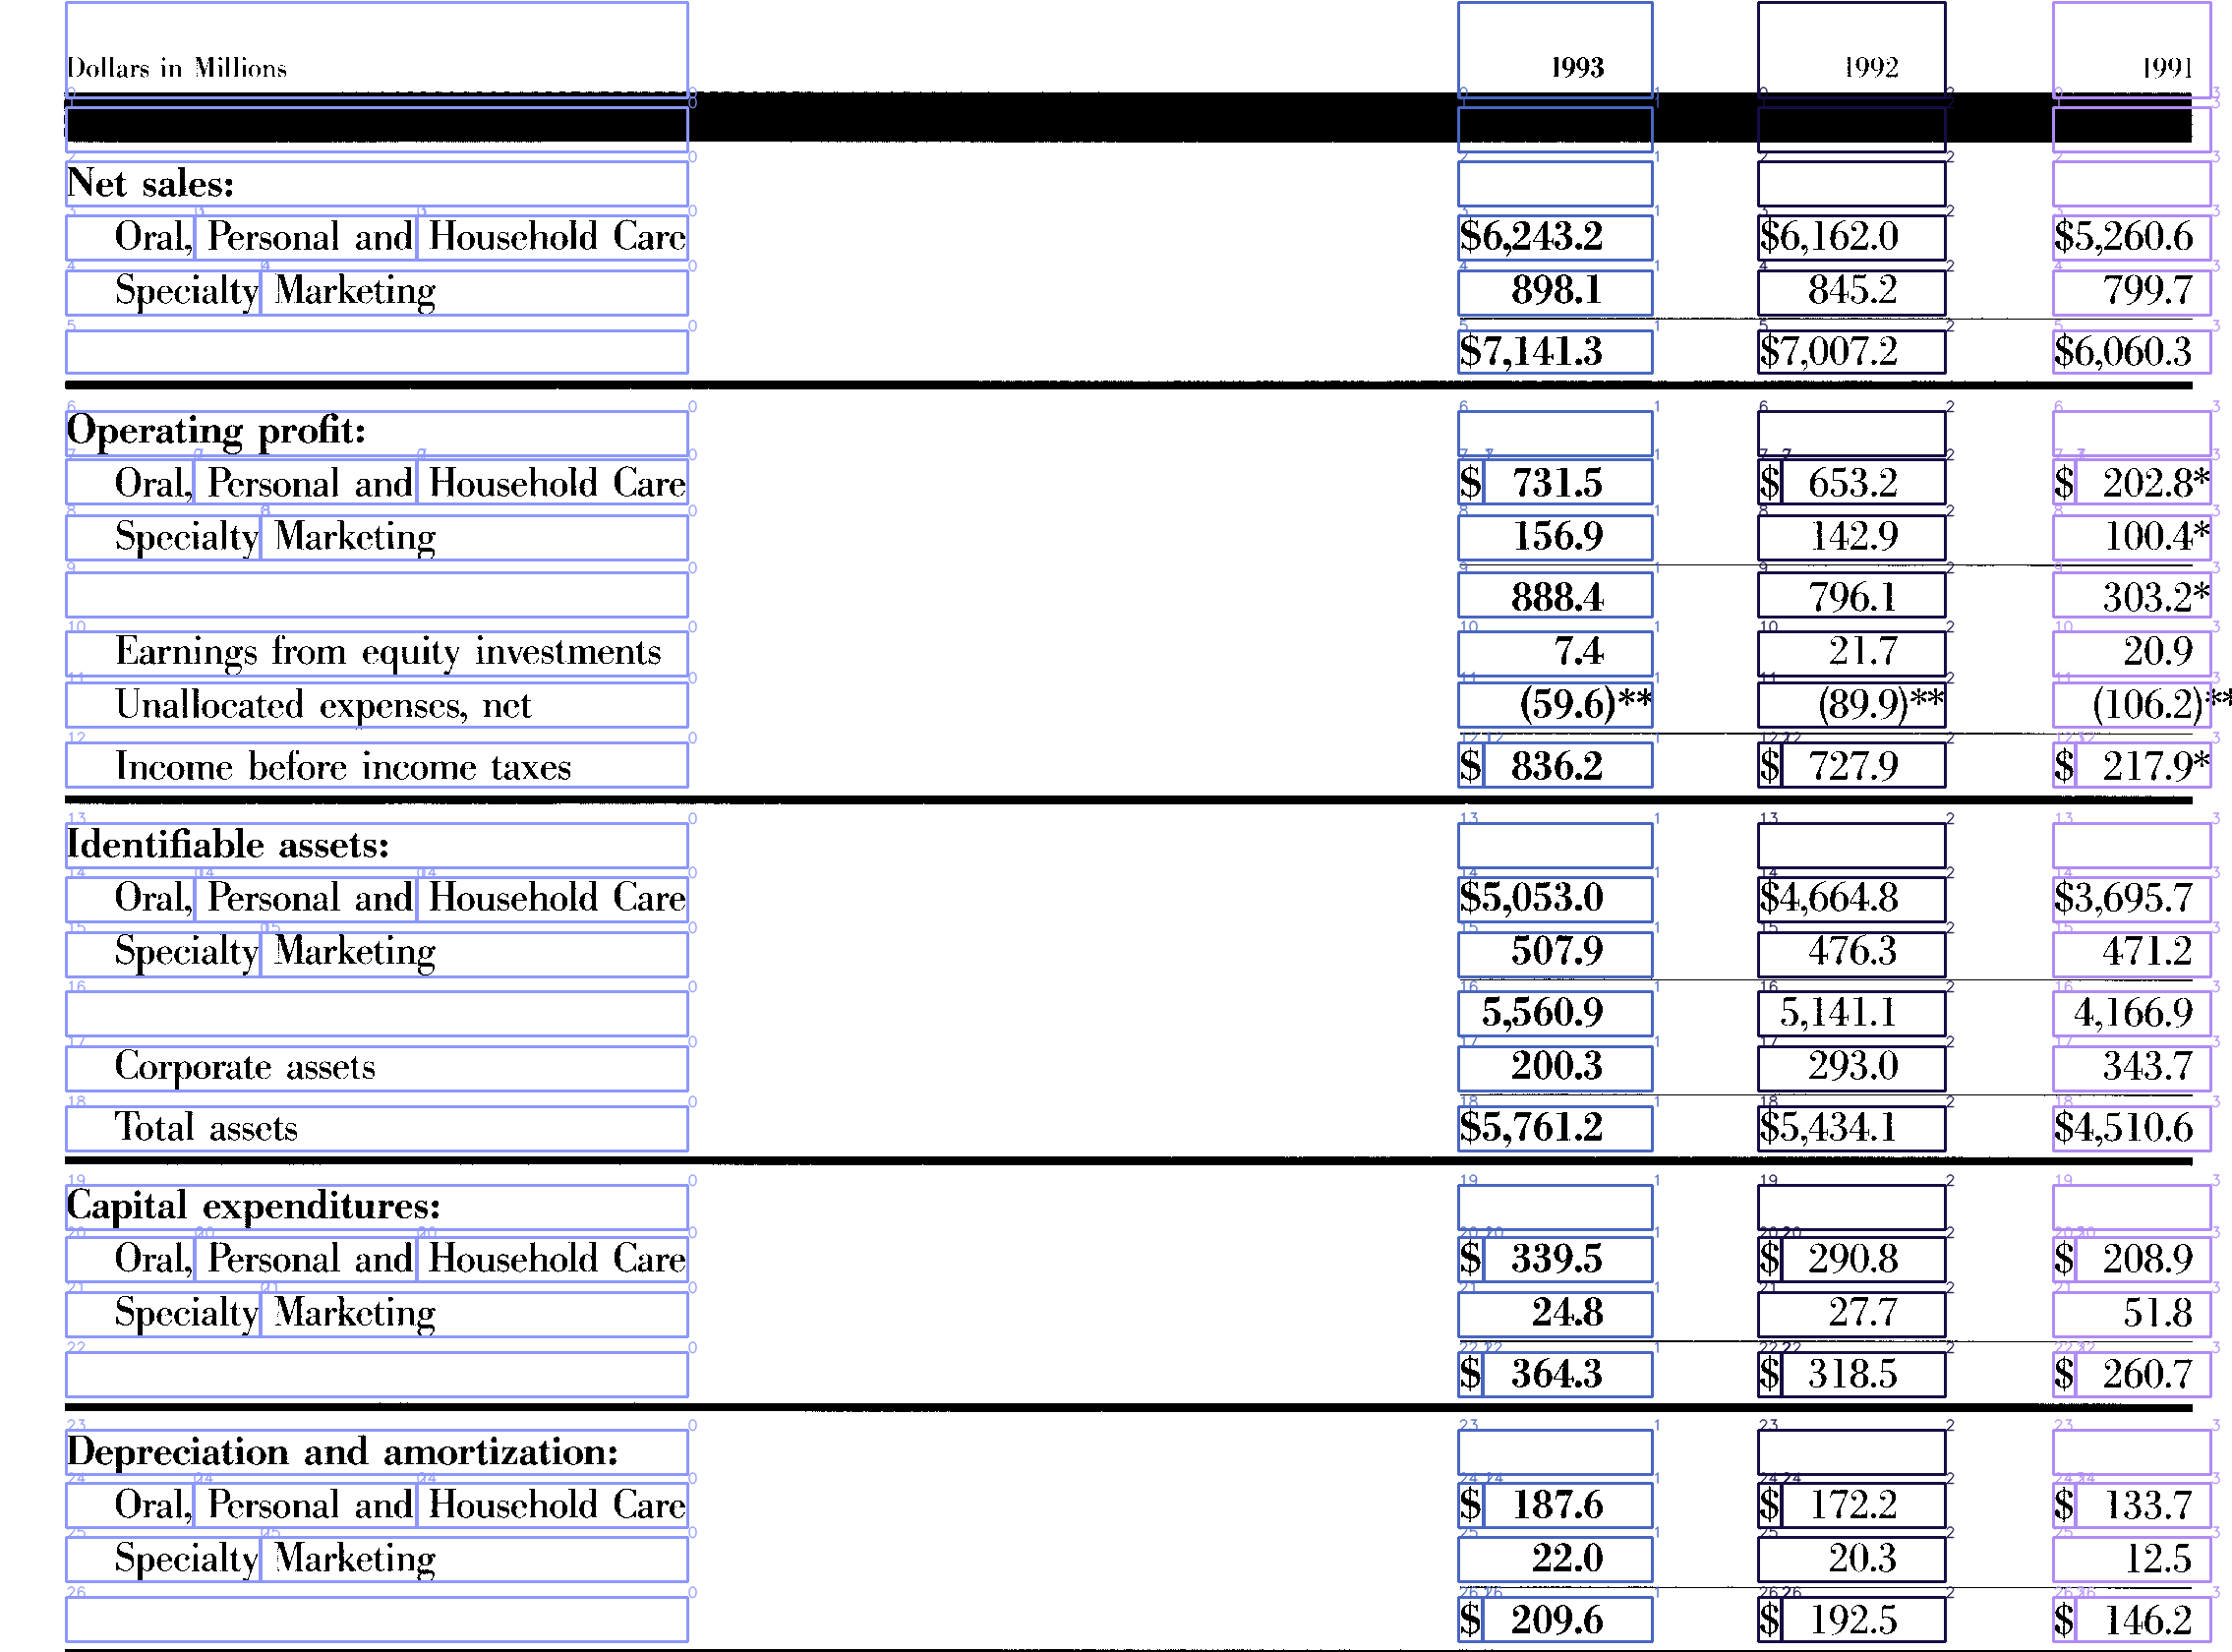 Dollars in Millions 1993 1992 1991
Net sales:
Oral, Personal and Household Care $6,243.2 $6,162.0 $5,260.6
Specialty Marketing 898.1 845.2 799.7
$7,141.3 $7,007.2 $6,060.3
Operating profit:
Oral, Personal and Household Care $ 731.5 $ 653.2 $ 202.8*
Specialty Marketing 156.9 142.9 100.4*
888.4 796.1 303.2*
Earnings from equity investments 7.4 21.7 20.9
Unallocated expenses, net (59.6)** (89.9)** (106.2)**
Income before income taxes $ 836.2 $ 727.9 $ 217.9*
Identifiable assets:
Oral, Personal and Household Care $5,053.0 $4,664.8 $3,695.7
Specialty Marketing 507.9 476.3 471.2
5,560.9 5,141.1 4,166.9
Corporate assets 200.3 293.0 343.7
Total assets $5,761.2 $5,434.1 $4,510.6
Capital expenditures:
Oral, Personal and Household Care $ 339.5 $ 290.8 $ 208.9
Specialty Marketing 24.8 27.7 51.8
$ 364.3 $ 318.5 $ 260.7
Depreciation and amortization:
Oral, Personal and Household Care $ 187.6 $ 172.2 $ 133.7
Specialty Marketing 22.0 20.3 12.5
$ 209.6 $ 192.5 $ 146.2